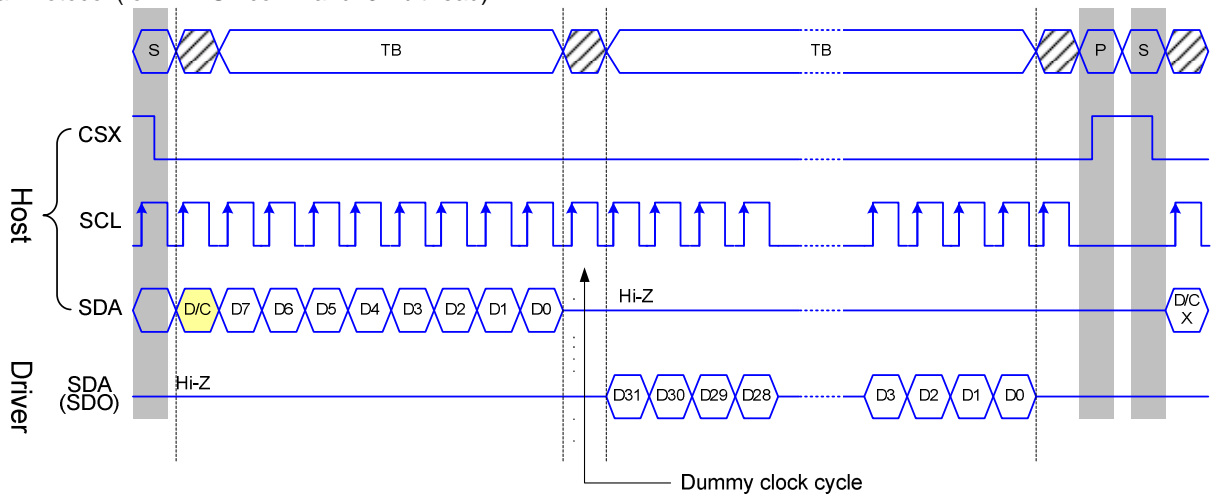 S TB TB P S
CSX
SCL
Host
SDA D/C D7 D6 D5 D4 D3 D2 D1 D0 Hi-Z D/C X
Driver
SDA (SDO) Hi-Z D31 D30 D29 D28 D3 D2 D1 D0
Dummy clock cycle